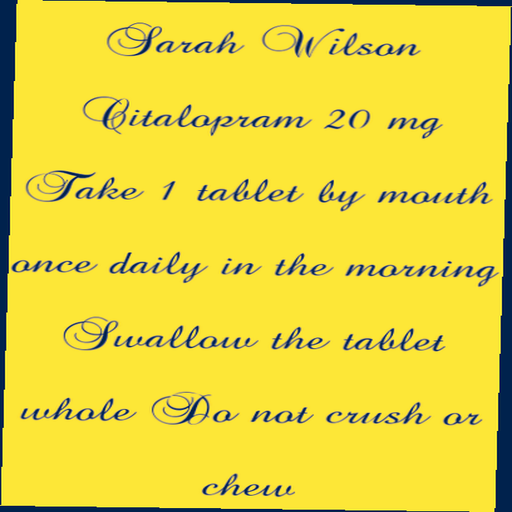 Sarah Wilson
Citalopram 20 mg
Take 1 tablet by mouth
once daily in the morning
Swallow the tablet
whole Do not crush or
chew